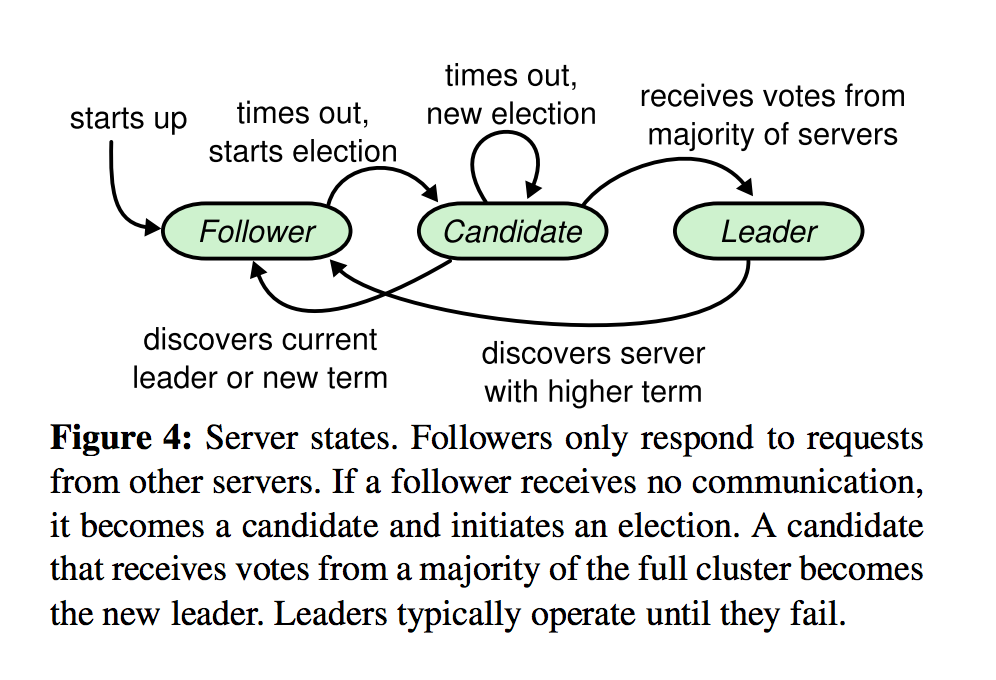 starts up
times out,
starts election
times out,
new election
receives votes from
majority of servers
Follower
Candidate
Leader
discovers current
leader or new term
discovers server
with higher term
Figure 4: Server states. Followers only respond to requests
from other servers. If a follower receives no communication,
it becomes a candidate and initiates an election. A candidate
that receives votes from a majority of the full cluster becomes
the new leader. Leaders typically operate until they fail.